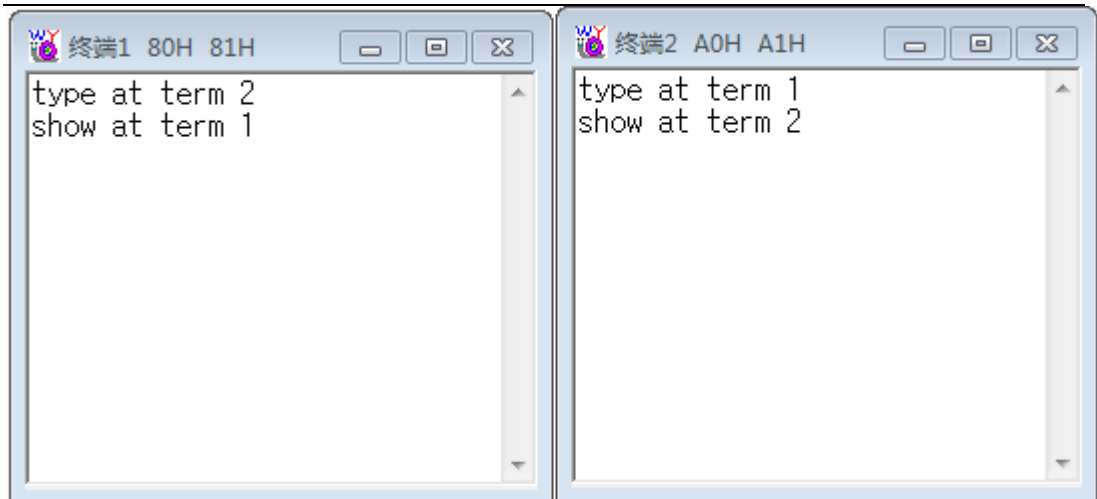 终端1 80H 81H
type at term 2
show at term 1
终端2 A0H A1H
type at term 1
show at term 2